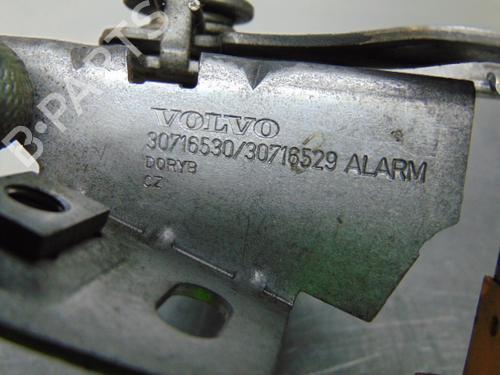 VOLVO
30716530/30716529 ALARM
DORYB
CZ
B-PARTS